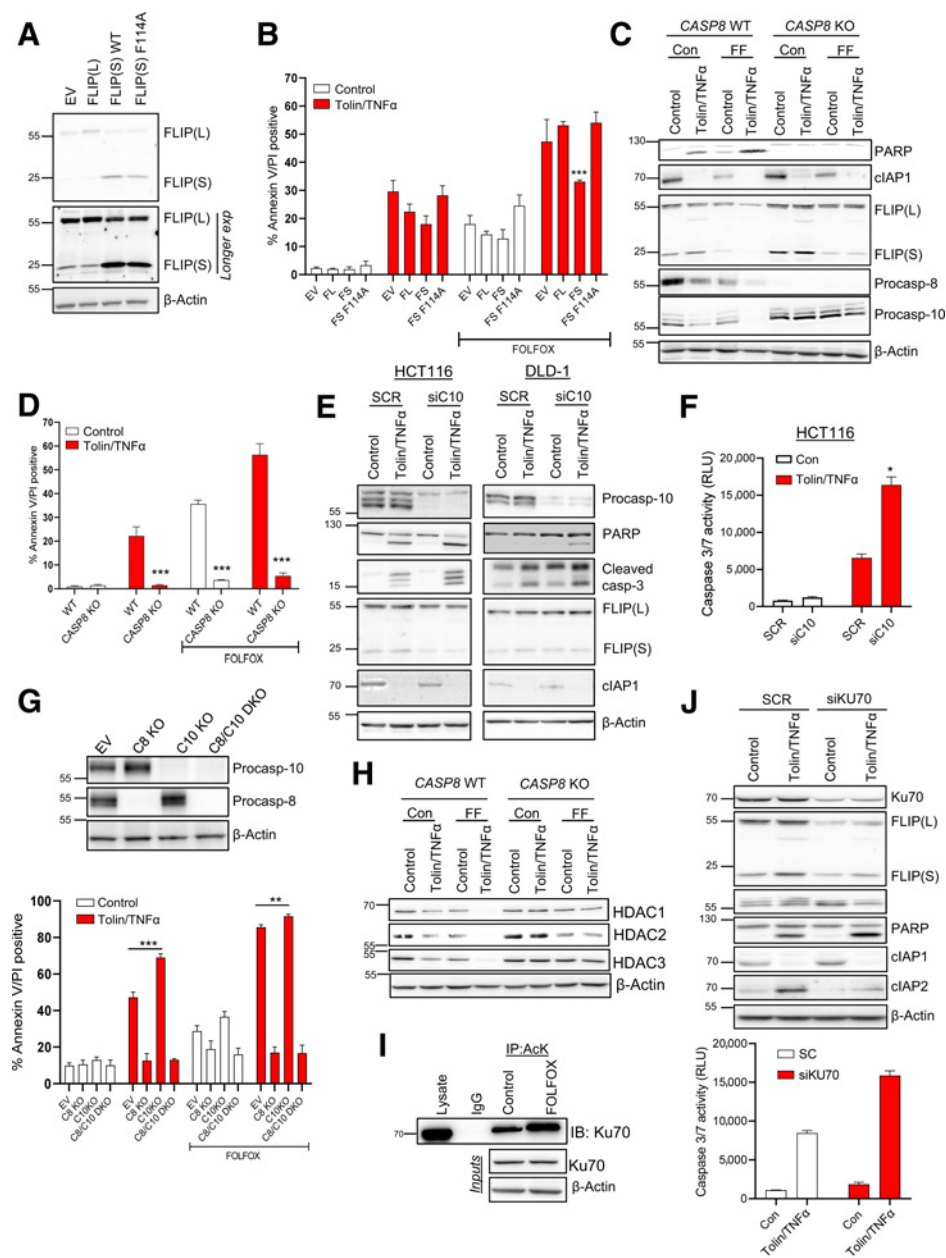 A
EV
FLIP(L)
FLIP(S) WT
FLIP(S) F114A
55
FLIP(L)
25
FLIP(S)
55
FLIP(L)
25
FLIP(S)
Longer exp
55
β-Actin
B
Control
Tolin/TNFα
% Annexin V/PI positive
60
50
40
30
20
10
0
***
EV
FL
FS
FS F114A
EV
FL
FS
FS F114A
EV
FL
FS
FS F114A
EV
FL
FS
FS F114A
FOLFOX
C
CASP8 WT
CASP8 KO
Con
FF
Con
FF
Control
Tolin/TNFα
Control
Tolin/TNFα
Control
Tolin/TNFα
Control
Tolin/TNFα
130
PARP
70
cIAP1
55
FLIP(L)
25
FLIP(S)
55
Procasp-8
55
Procasp-10
55
β-Actin
D
Control
Tolin/TNFα
% Annexin V/PI positive
70
60
50
40
30
20
10
0
***
***
***
WT
CASP8 KO
WT
CASP8 KO
WT
CASP8 KO
WT
CASP8 KO
FOLFOX
E
HCT116
DLD-1
SCR
siC10
SCR
siC10
Control
Tolin/TNFα
Control
Tolin/TNFα
Control
Tolin/TNFα
Control
Tolin/TNFα
55
Procasp-10
130
PARP
15
Cleaved
casp-3
55
FLIP(L)
25
FLIP(S)
70
cIAP1
55
β-Actin
F
HCT116
Con
Tolin/TNFα
Caspase 3/7 activity (RLU)
20,000
15,000
10,000
5,000
0
*
SCR
siC10
SCR
siC10
G
EV
C8 KO
C10 KO
C8/C10 DKO
55
Procasp-10
55
Procasp-8
β-Actin
Control
Tolin/TNFα
% Annexin V/PI positive
100
80
60
40
20
0
***
**
EV
C8 KO
C10KO
C8/C10 DKO
EV
C8 KO
C10KO
C8/C10 DKO
EV
C8 KO
C10KO
C8/C10 DKO
EV
C8 KO
C10KO
C8/C10 DKO
FOLFOX
H
CASP8 WT
CASP8 KO
Con
FF
Con
FF
Control
Tolin/TNFα
Control
Tolin/TNFα
Control
Tolin/TNFα
Control
Tolin/TNFα
70
HDAC1
55
HDAC2
55
HDAC3
β-Actin
I
IP:AcK
Lysate
IgG
Control
FOLFOX
70
IB: Ku70
Inputs
Ku70
β-Actin
J
SCR
siKU70
Control
Tolin/TNFα
Control
Tolin/TNFα
70
Ku70
55
FLIP(L)
25
FLIP(S)
55
130
PARP
70
cIAP1
70
cIAP2
55
β-Actin
SC
siKU70
Caspase 3/7 activity (RLU)
20,000
15,000
10,000
5,000
0
Con
Tolin/TNFα
Con
Tolin/TNFα